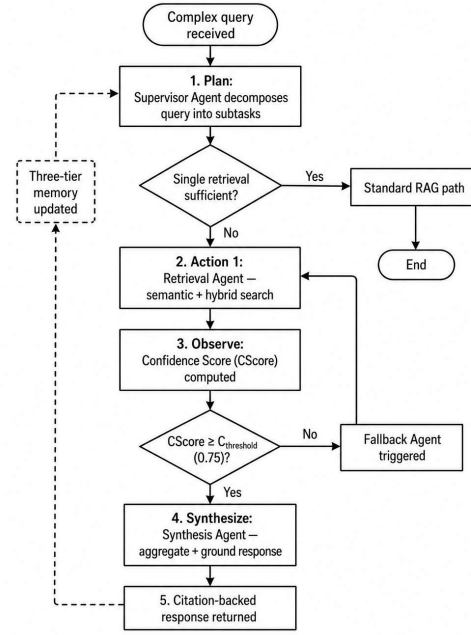 Complex query
received
1. Plan:
Supervisor Agent decomposes
query into subtasks
Three-tier
memory
updated
Single retrieval
sufficient?
Yes
Standard RAG path
End
No
2. Action 1:
Retrieval Agent —
semantic + hybrid search
3. Observe:
Confidence Score (CScore)
computed
CScore ≥ Cthreshold
(0.75)?
No
Fallback Agent
triggered
Yes
4. Synthesize:
Synthesis Agent —
aggregate + ground response
5. Citation-backed
response returned